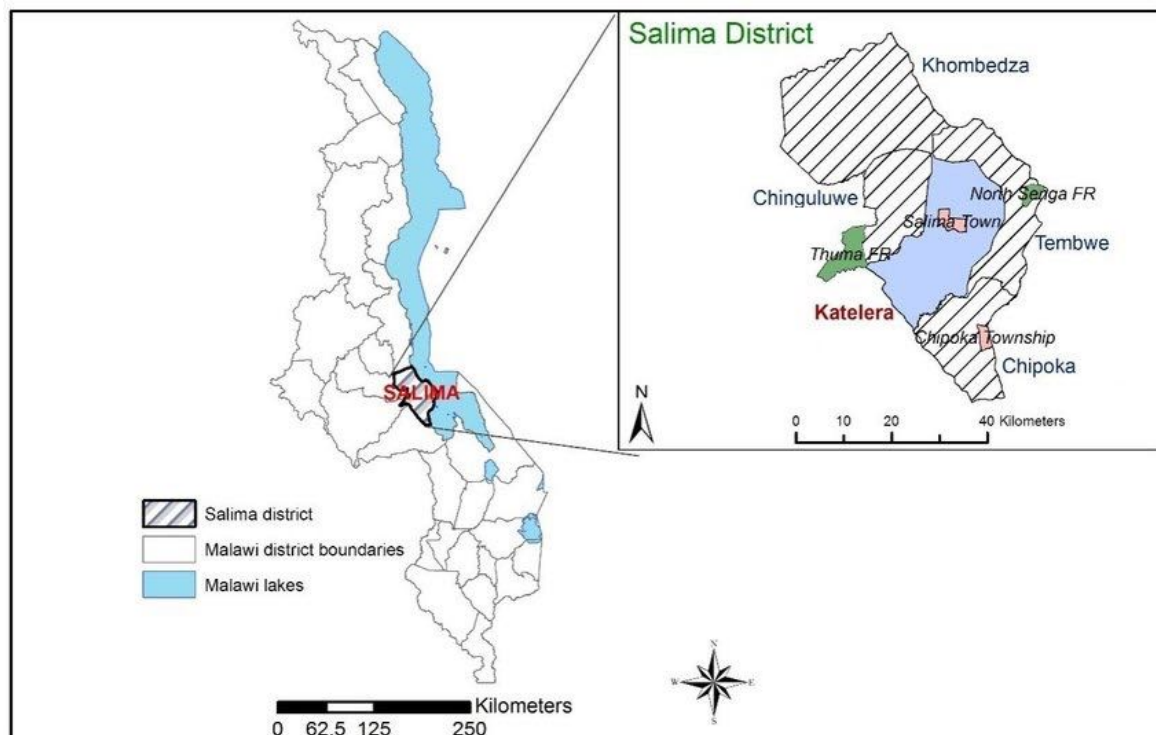 Salima District
Khombedza
Chinguluwe
North Senga FR
Salima Town
Tembwe
Thuma FR
Katelera
Chipoka Township
Chipoka
N
0 10 20 40 Kilometers
SALIMA
Salima district
Malawi district boundaries
Malawi lakes
N
W E
S
Kilometers
0 62.5 125 250